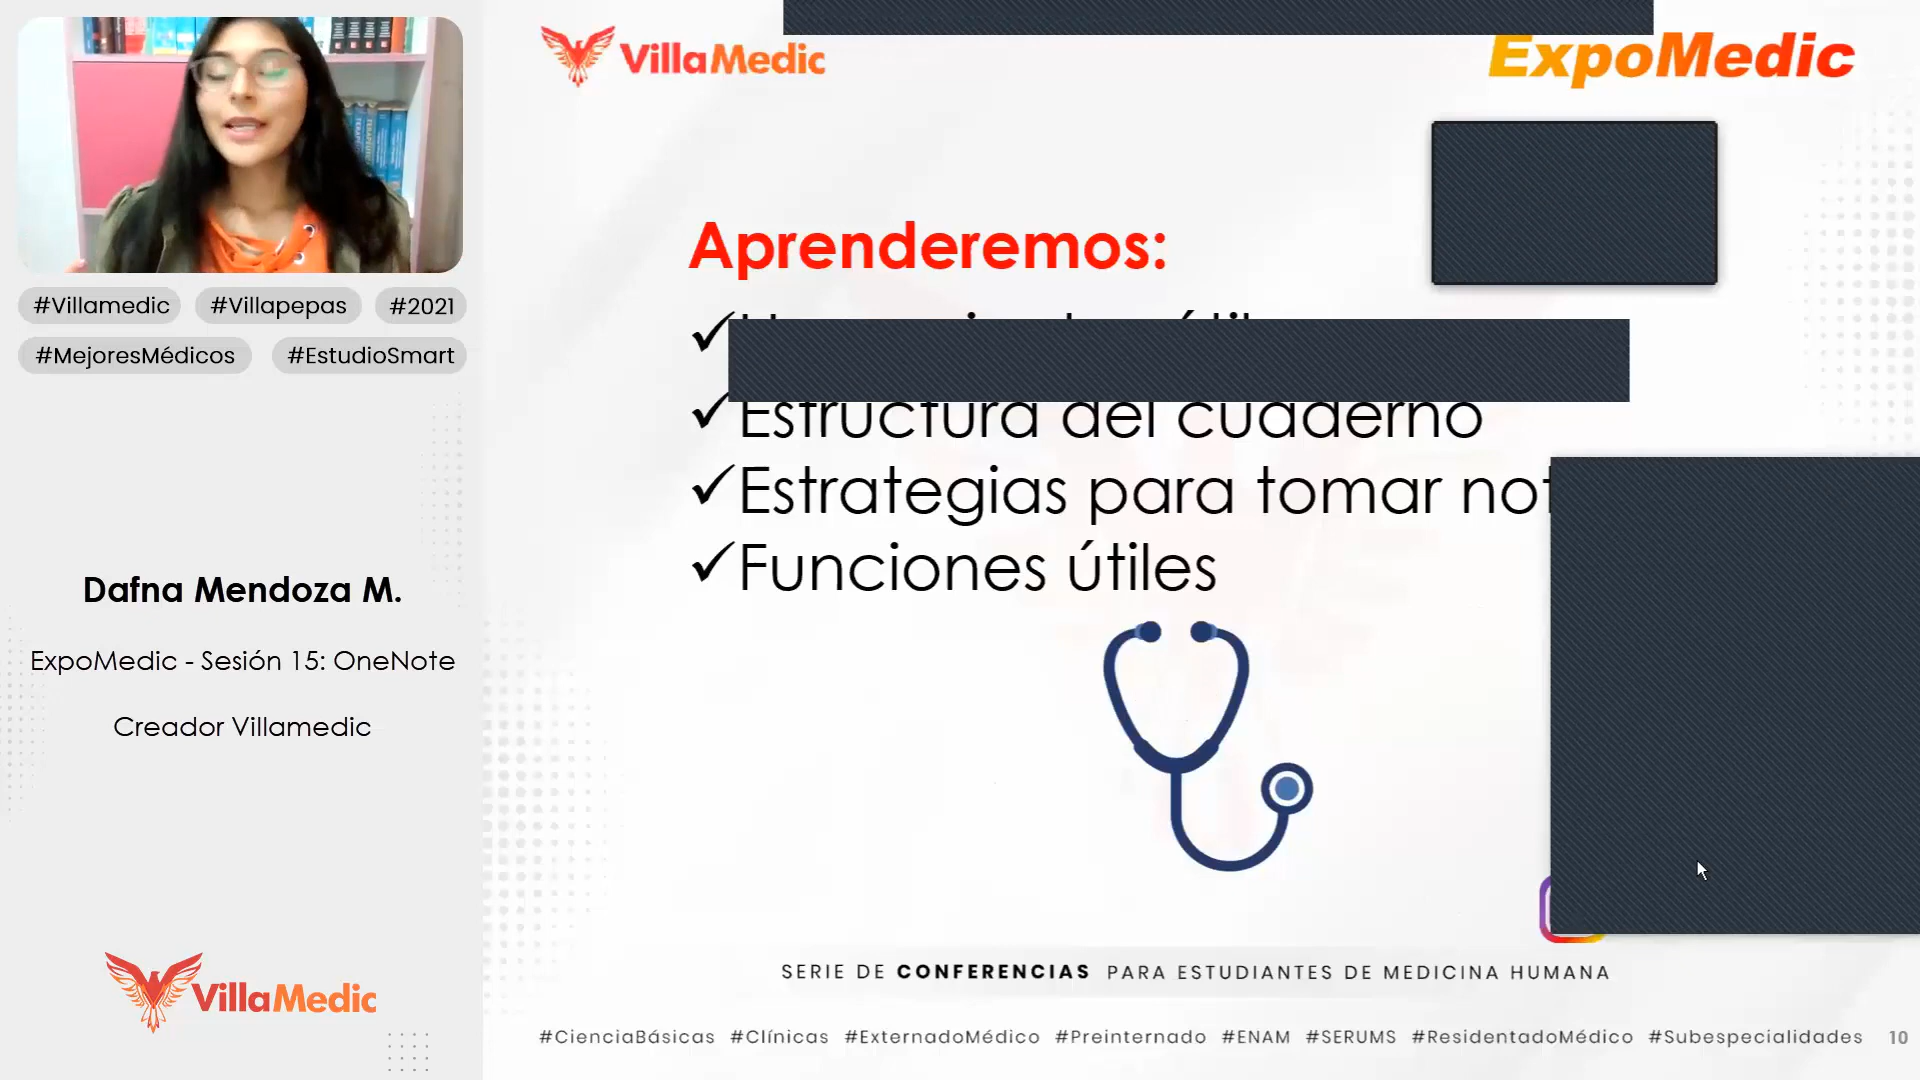 VillaMedic
ExpoMedic
#Villamedic #Villapepas #2021
#MejoresMédicos #EstudioSmart
Dafna Mendoza M.
ExpoMedic - Sesión 15: OneNote
Creador Villamedic
VillaMedic
Aprenderemos:
Estructura del cuaderno
Estrategias para tomar
Funciones útiles
SERIE DE CONFERENCIAS PARA ESTUDIANTES DE MEDICINA HUMANA
#CienciaBásicas #Clínicas #ExternadoMédico #Preinternado #ENAM #SERUMS #ResidentadoMédico #Subespecialidades 10